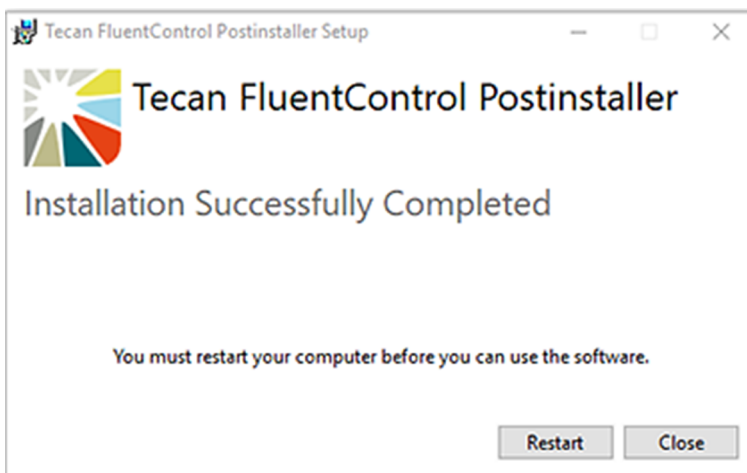 Tecan FluentControl Postinstaller Setup
Tecan FluentControl Postinstaller
Installation Successfully Completed
You must restart your computer before you can use the software.
Restart
Close